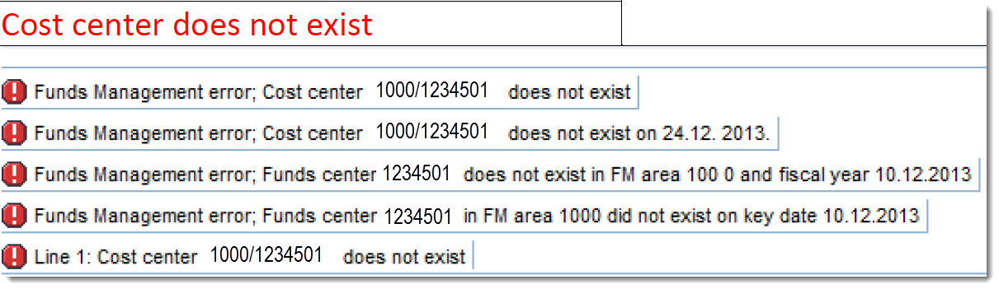 Cost center does not exist
Funds Management error; Cost center 1000/1234501 does not exist
Funds Management error; Cost center 1000/1234501 does not exist on 24.12. 2013.
Funds Management error; Funds center 1234501 does not exist in FM area 100 0 and fiscal year 10.12.2013
Funds Management error; Funds center 1234501 in FM area 1000 did not exist on key date 10.12.2013
Line 1: Cost center 1000/1234501 does not exist